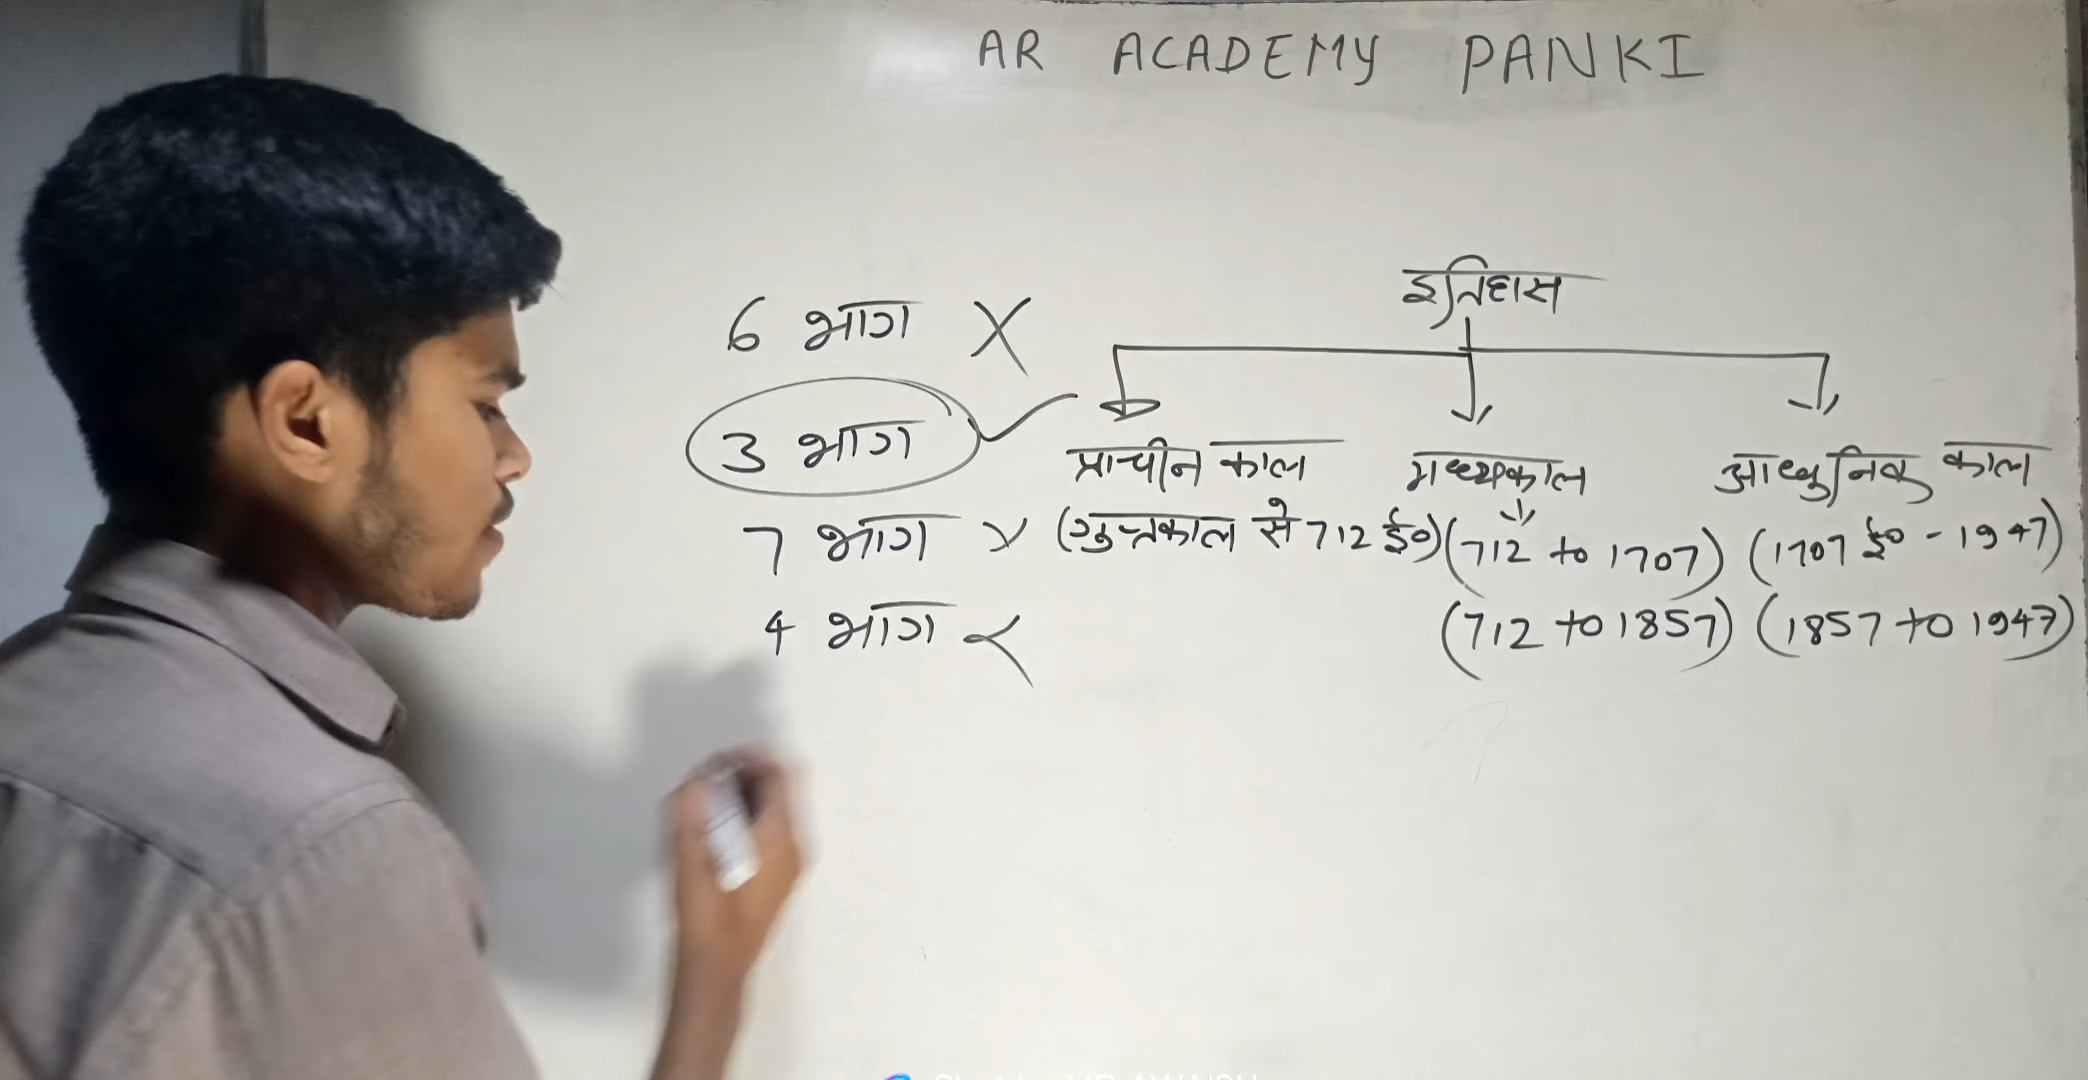 AR ACADEMY PANKI
इतिहास
6 भाग X
3 भाग ✓
7 भाग x
4 भाग
प्राचीन काल मध्यकाल आधुनिक काल
(गुप्तकाल से 712 ई०) (712 to 1707) (1707 ई० - 1947)
(712 to 1857) (1857 to 1947)